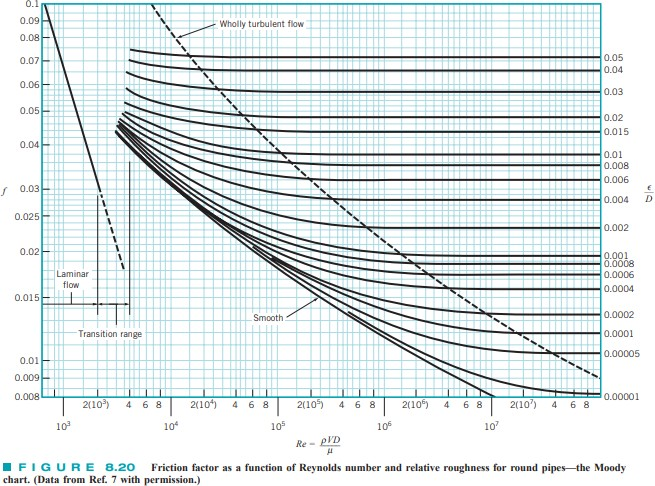 0.1
0.09
0.08
0.07
0.06
0.05
0.04
0.03
0.025
0.02
0.015
0.01
0.009
0.008
f
Wholly turbulent flow
0.05
0.04
0.03
0.02
0.015
0.01
0.008
0.006
0.004
0.002
0.001
0.0008
0.0006
0.0004
0.0002
0.0001
0.00005
0.00001
ϵ
D
Laminar
flow
Transition range
Smooth
2(10³) 4 6 8 2(10⁴) 4 6 8 2(10⁵) 4 6 8 2(10⁶) 4 6 8 2(10⁷) 4 6 8
10³ 10⁴ 10⁵ 10⁶ 10⁷
Re = ρVD
μ
■ FIGURE 8.20 Friction factor as a function of Reynolds number and relative roughness for round pipes—the Moody
chart. (Data from Ref. 7 with permission.)